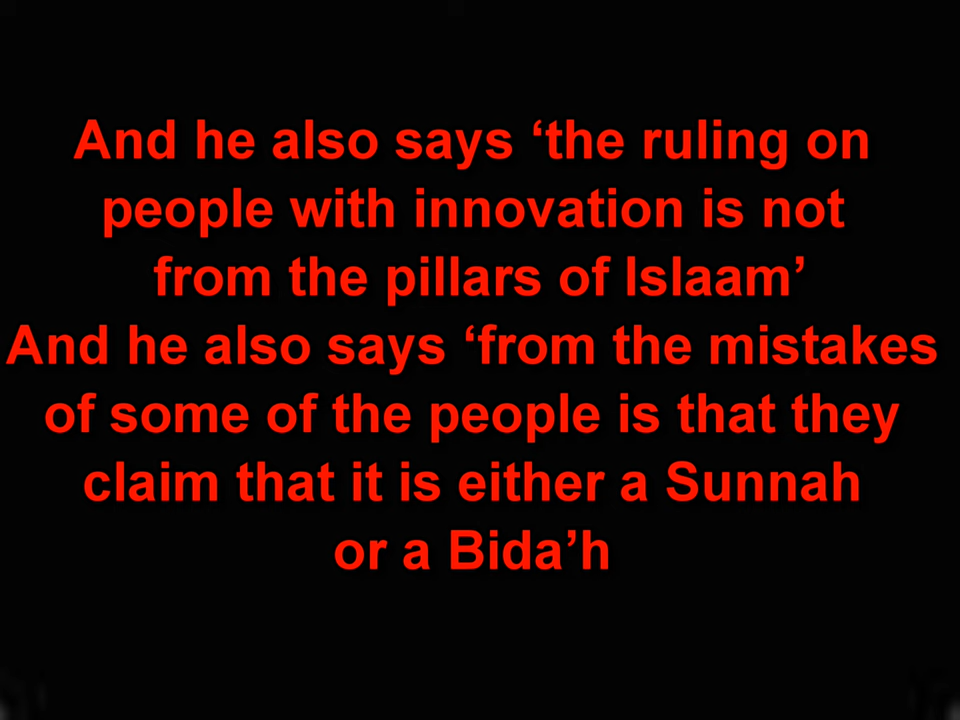 And he also says ‘the ruling on
people with innovation is not
from the pillars of Islaam’
And he also says ‘from the mistakes
of some of the people is that they
claim that it is either a Sunnah
or a Bida’h